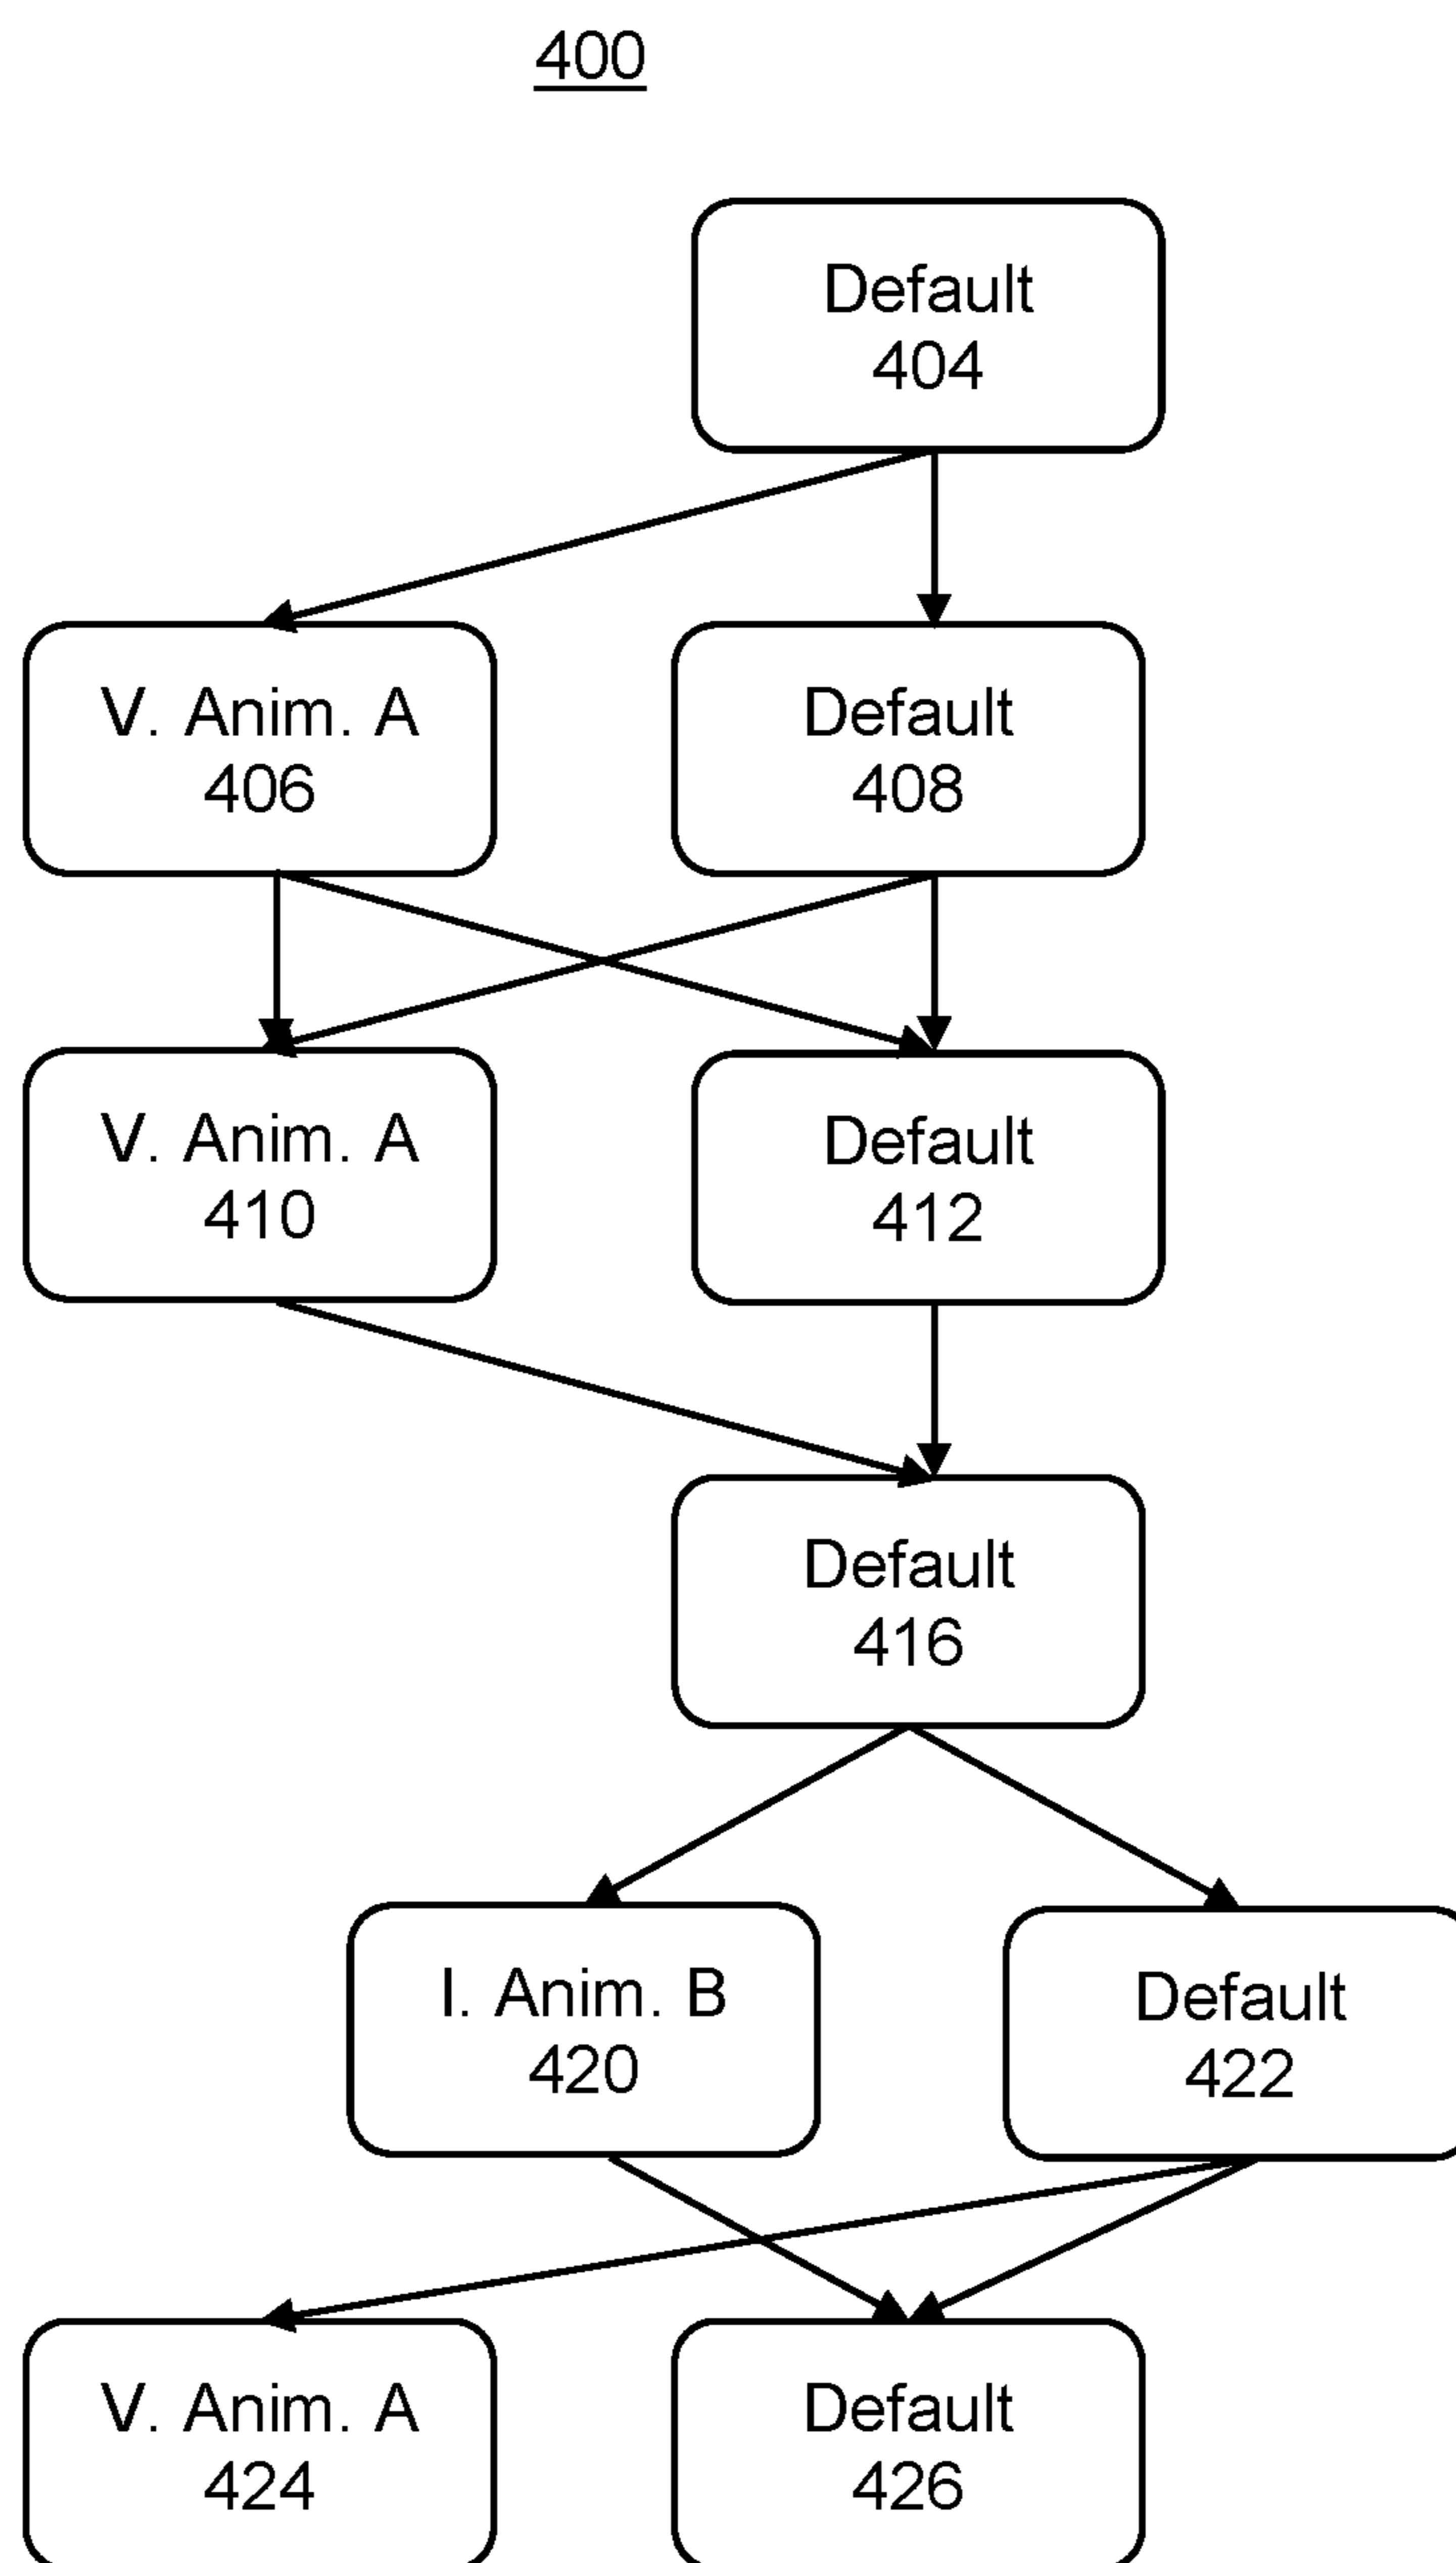 400
Default
404
V. Anim. A
406
Default
408
V. Anim. A
410
Default
412
Default
416
I. Anim. B
420
Default
422
V. Anim. A
424
Default
426